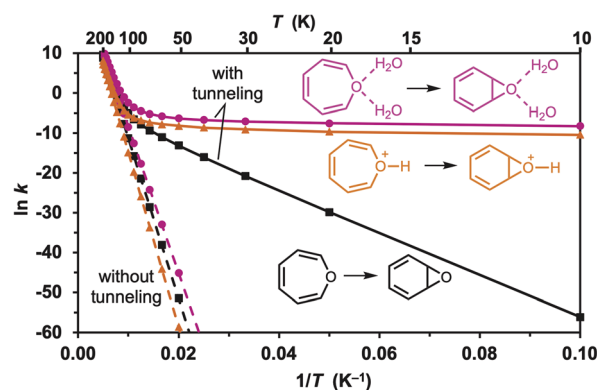 T (K)
200 100 50 30 20 15 10
ln k
10
0
-10
-20
-30
-40
-50
-60
with
tunneling
without
tunneling
O
H₂O
H₂O
O
H₂O
H₂O
O
+
H
O
+
H
O
O
0.00 0.02 0.04 0.06 0.08 0.10
1/T (K⁻¹)